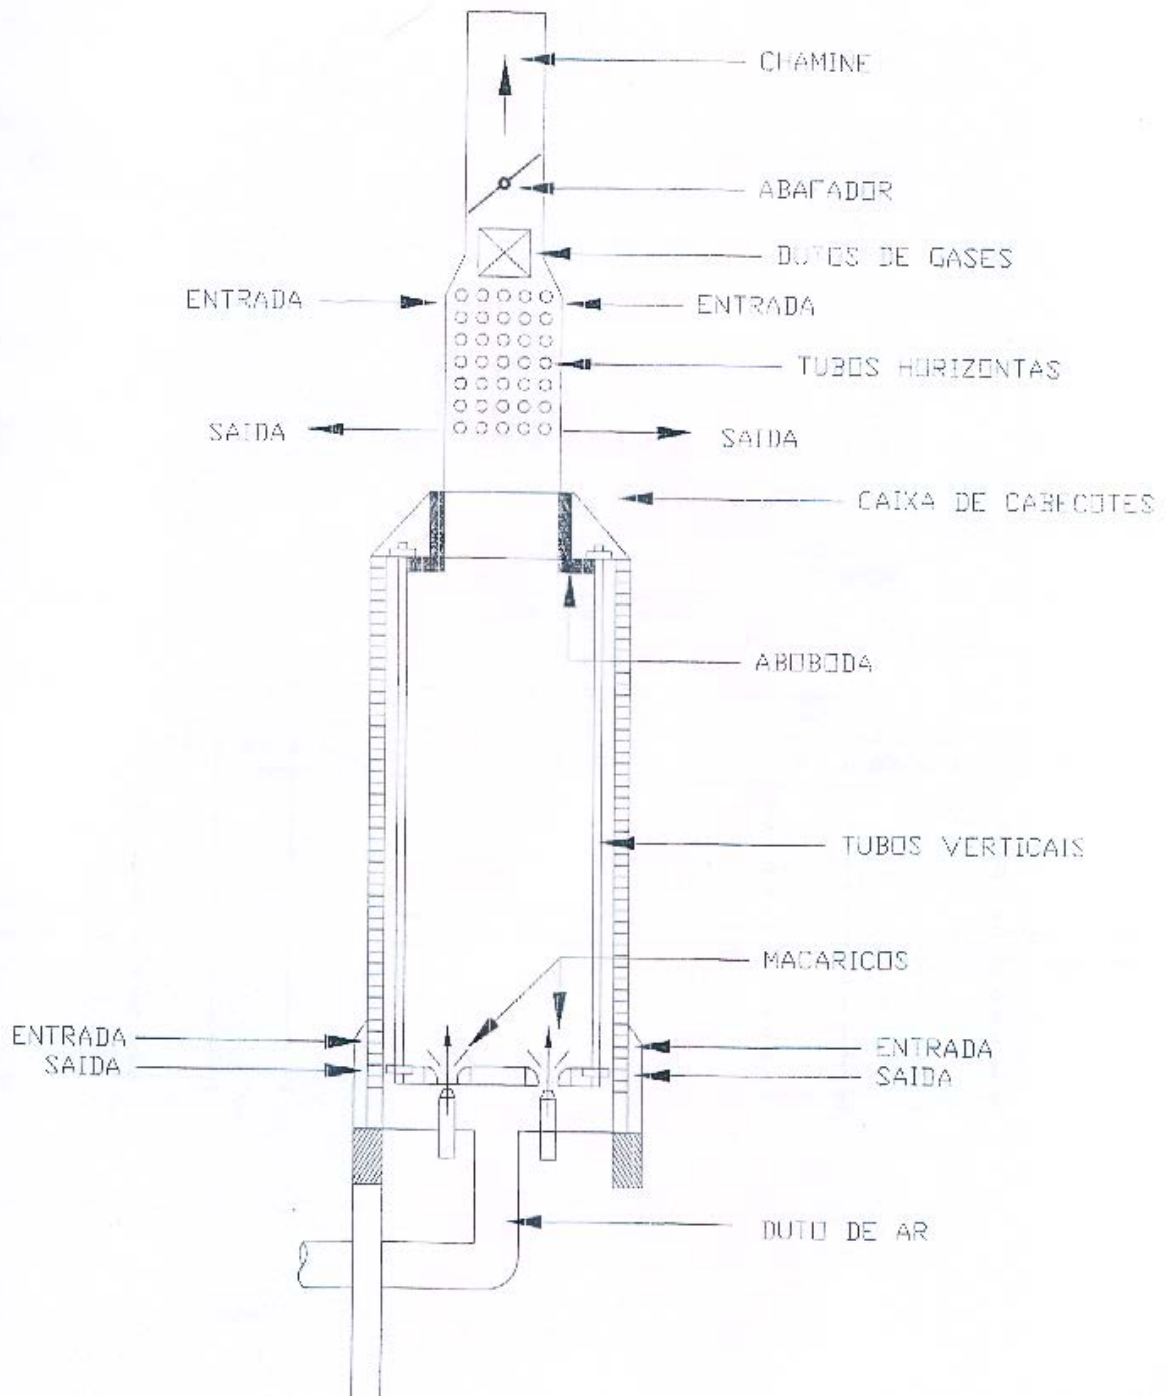 CHAMINE
ABAFADOR
DUTOS DE GASES
ENTRADA
ENTRADA
TUBOS HORIZONTAS
SAIDA
SAIDA
CAIXA DE CABECOTES
ABOBODA
TUBOS VERTICAIS
MACARICOS
ENTRADA
SAIDA
ENTRADA
SAIDA
DUTO DE AR